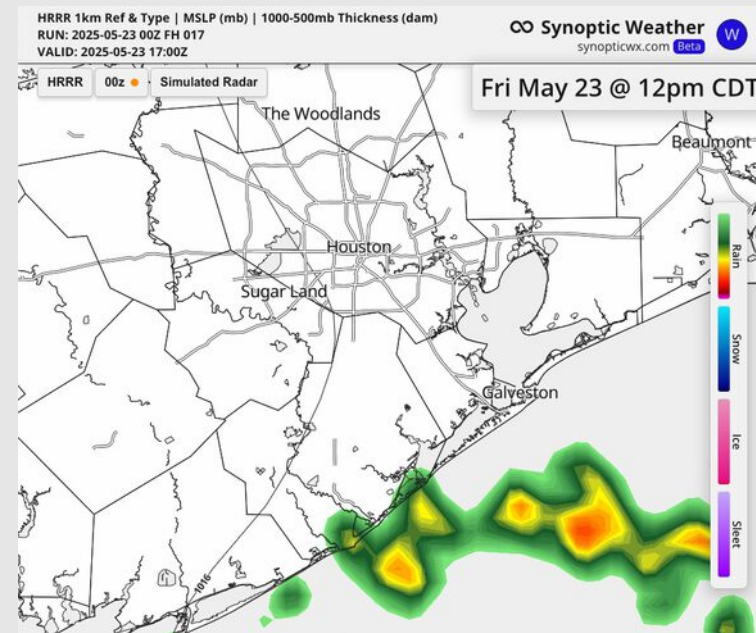 HRRR 1km Ref & Type | MSLP (mb) | 1000-500mb Thickness (dam)
RUN: 2025-05-23 00Z FH 017
VALID: 2025-05-23 17:00Z
Synoptic Weather
synopticwx.com Beta
W
HRRR
00z
Simulated Radar
Fri May 23 @ 12pm CDT
The Woodlands
Beaumont
Houston
Sugar Land
Galveston
1016
Rain
Snow
Ice
Sleet